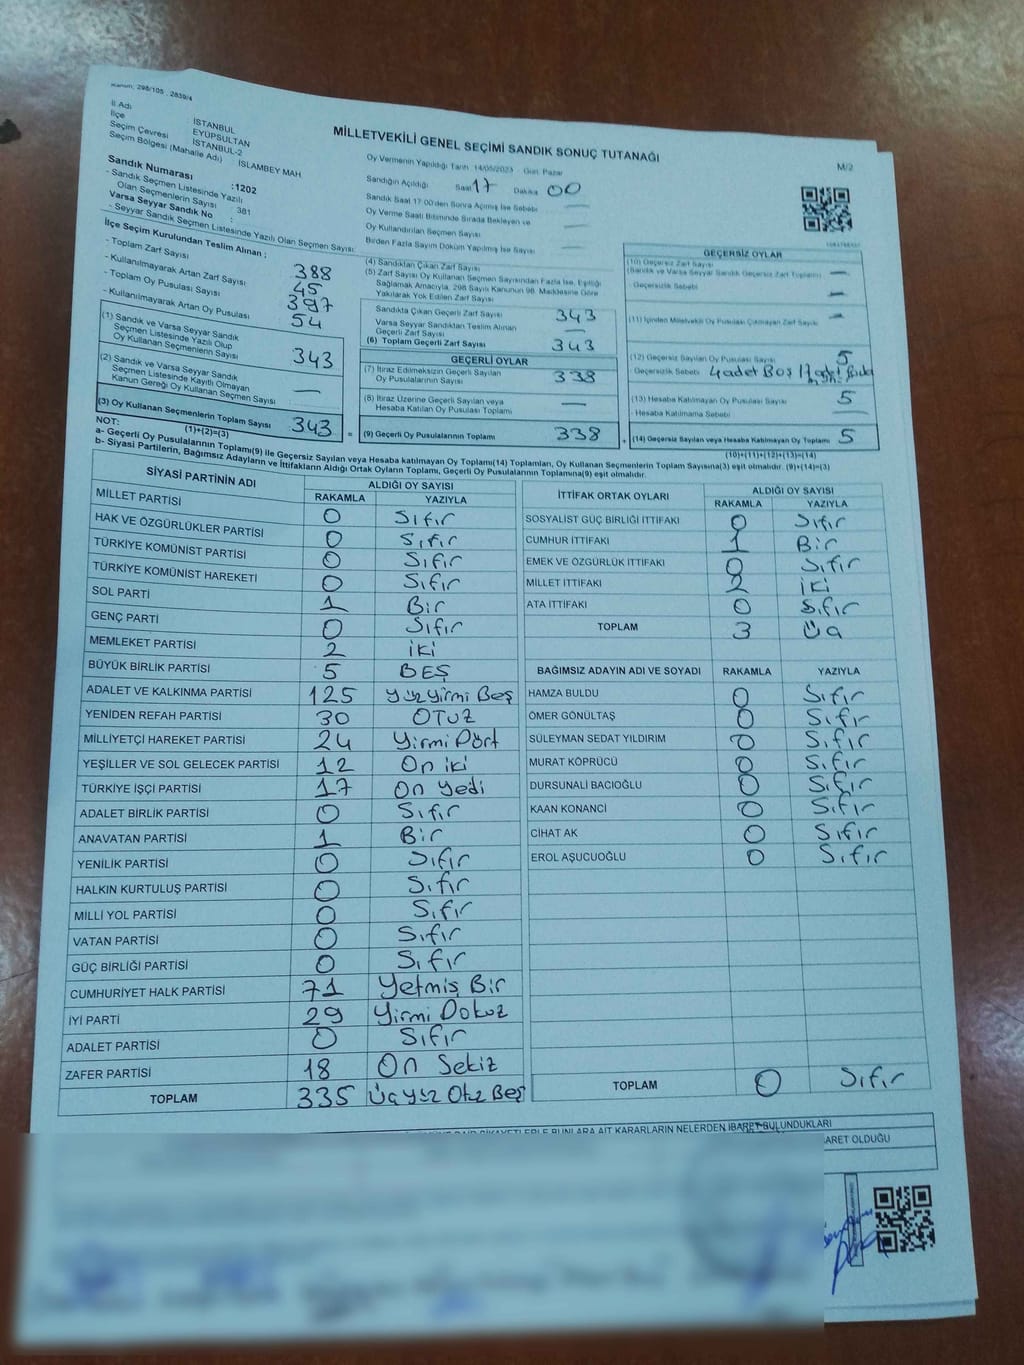 Kanun, 298/105 , 2839/4
İl Adı : İSTANBUL
İlçe : EYÜPSULTAN
Seçim Çevresi : İSTANBUL-2
Seçim Bölgesi (Mahalle Adı) : İSLAMBEY MAH
MİLLETVEKİLİ GENEL SEÇİMİ SANDIK SONUÇ TUTANAĞI
M/2
Sandık Numarası :1202
- Sandık Seçmen Listesinde Yazılı
Olan Seçmenlerin Sayısı : 381
Varsa Seyyar Sandık No :
- Seyyar Sandık Seçmen Listesinde Yazılı Olan Seçmen Sayısı:
Oy Vermenin Yapıldığı Tarih 14/05/2023 Gün: Pazar
Sandığın Açıldığı Saat 17 Dakika 00
Sandık Saat 17.00'den Sonra Açılmış İse Sebebi —
Oy Verme Saati Bitiminde Sırada Bekleyen ve
Oy Kullandırılan Seçmen Sayısı —
Birden Fazla Sayım Döküm Yapılmış İse Sayısı —
İlçe Seçim Kurulundan Teslim Alınan ;
- Toplam Zarf Sayısı 388
- Kullanılmayarak Artan Zarf Sayısı 45
- Toplam Oy Pusulası Sayısı 397
- Kullanılmayarak Artan Oy Pusulası 54
(1) Sandık ve Varsa Seyyar Sandık
Seçmen Listesinde Yazılı Olup
Oy Kullanan Seçmenlerin Sayısı 343
(2) Sandık ve Varsa Seyyar Sandık
Seçmen Listesinde Kayıtlı Olmayan
Kanun Gereği Oy Kullanan Seçmen Sayısı —
(3) Oy Kullanan Seçmenlerin Toplam Sayısı 343
(1)+(2)=(3)
(4) Sandıktan Çıkan Zarf Sayısı
(5) Zarf Sayısı Oy Kullanan Seçmen Sayısından Fazla İse, Eşitliği
Sağlamak Amacıyla, 298 Sayılı Kanunun 98. Maddesine Göre
Yakılarak Yok Edilen Zarf Sayısı
Sandıkta Çıkan Geçerli Zarf Sayısı 343
Varsa Seyyar Sandıktan Teslim Alınan
Geçerli Zarf Sayısı —
(6) Toplam Geçerli Zarf Sayısı 343
GEÇERLİ OYLAR
(7) İtiraz Edilmeksizin Geçerli Sayılan
Oy Pusulalarının Sayısı 338
(8) İtiraz Üzerine Geçerli Sayılan veya
Hesaba Katılan Oy Pusulası Toplamı —
= (9) Geçerli Oy Pusulalarının Toplamı 338 +
GEÇERSİZ OYLAR
(10) Geçersiz Zarf Sayısı
(Sandık ve Varsa Seyyar Sandık Geçersiz Zarf Toplamı) —
- Geçersizlik Sebebi —
(11) İçinden Milletvekili Oy Pusulası Çıkmayan Zarf Sayısı —
(12) Geçersiz Sayılan Oy Pusulası Sayısı 5
- Geçersizlik Sebebi 4 adet Boş
(13) Hesaba Katılmayan Oy Pusulası Sayısı 5
- Hesaba Katılmama Sebebi —
(14) Geçersiz Sayılan veya Hesaba Katılmayan Oy Toplamı 5
(10)+(11)+(12)+(13)=(14)
NOT:
a- Geçerli Oy Pusulalarının Toplamı(9) ile Geçersiz Sayılan veya Hesaba katılmayan Oy Toplamı(14) Toplamları, Oy Kullanan Seçmenlerin Toplam Sayısına(3) eşit olmalıdır. (9)+(14)=(3)
b- Siyasi Partilerin, Bağımsız Adayların ve İttifakların Aldığı Ortak Oyların Toplamı, Geçerli Oy Pusulalarının Toplamına(9) eşit olmalıdır.
SİYASİ PARTİNİN ADI ALDIĞI OY SAYISI
RAKAMLA YAZIYLA
MİLLET PARTİSİ 0 Sıfır
HAK VE ÖZGÜRLÜKLER PARTİSİ 0 Sıfır
TÜRKİYE KOMÜNİST PARTİSİ 0 Sıfır
TÜRKİYE KOMÜNİST HAREKETİ 0 Sıfır
SOL PARTİ 1 Bir
GENÇ PARTİ 0 Sıfır
MEMLEKET PARTİSİ 2 iki
BÜYÜK BİRLİK PARTİSİ 5 BEŞ
ADALET VE KALKINMA PARTİSİ 125 Yüzyirmi Beş
YENİDEN REFAH PARTİSİ 30 OTUZ
MİLLİYETÇİ HAREKET PARTİSİ 24 Yirmi Dört
YEŞİLLER VE SOL GELECEK PARTİSİ 12 On iki
TÜRKİYE İŞÇİ PARTİSİ 17 On yedi
ADALET BİRLİK PARTİSİ 0 Sıfır
ANAVATAN PARTİSİ 1 Bir
YENİLİK PARTİSİ 0 Sıfır
HALKIN KURTULUŞ PARTİSİ 0 Sıfır
MİLLİ YOL PARTİSİ 0 Sıfır
VATAN PARTİSİ 0 Sıfır
GÜÇ BİRLİĞİ PARTİSİ 0 Sıfır
CUMHURİYET HALK PARTİSİ 71 Yetmiş Bir
İYİ PARTİ 29 Yirmi Dokuz
ADALET PARTİSİ 0 Sıfır
ZAFER PARTİSİ 18 On Sekiz
TOPLAM 335 Üçyüz Otuz Beş
İTTİFAK ORTAK OYLARI ALDIĞI OY SAYISI
RAKAMLA YAZIYLA
SOSYALİST GÜÇ BİRLİĞİ İTTİFAKI 0 Sıfır
CUMHUR İTTİFAKI 1 Bir
EMEK VE ÖZGÜRLÜK İTTİFAKI 0 Sıfır
MİLLET İTTİFAKI 2 iki
ATA İTTİFAKI 0 Sıfır
TOPLAM 3 Üç
BAĞIMSIZ ADAYIN ADI VE SOYADI RAKAMLA YAZIYLA
HAMZA BULDU 0 Sıfır
ÖMER GÖNÜLTAŞ 0 Sıfır
SÜLEYMAN SEDAT YILDIRIM 0 Sıfır
MURAT KÖPRÜCÜ 0 Sıfır
DURSUNALİ BACIOĞLU 0 Sıfır
KAAN KONANCİ 0 Sıfır
CİHAT AK 0 Sıfır
EROL AŞUCUOĞLU 0 Sıfır
TOPLAM 0 Sıfır
ŞİKAYETLERLE BUNLARA AİT KARARLARIN NELERDEN İBARET BULUNDUKLARI
OLDUĞU